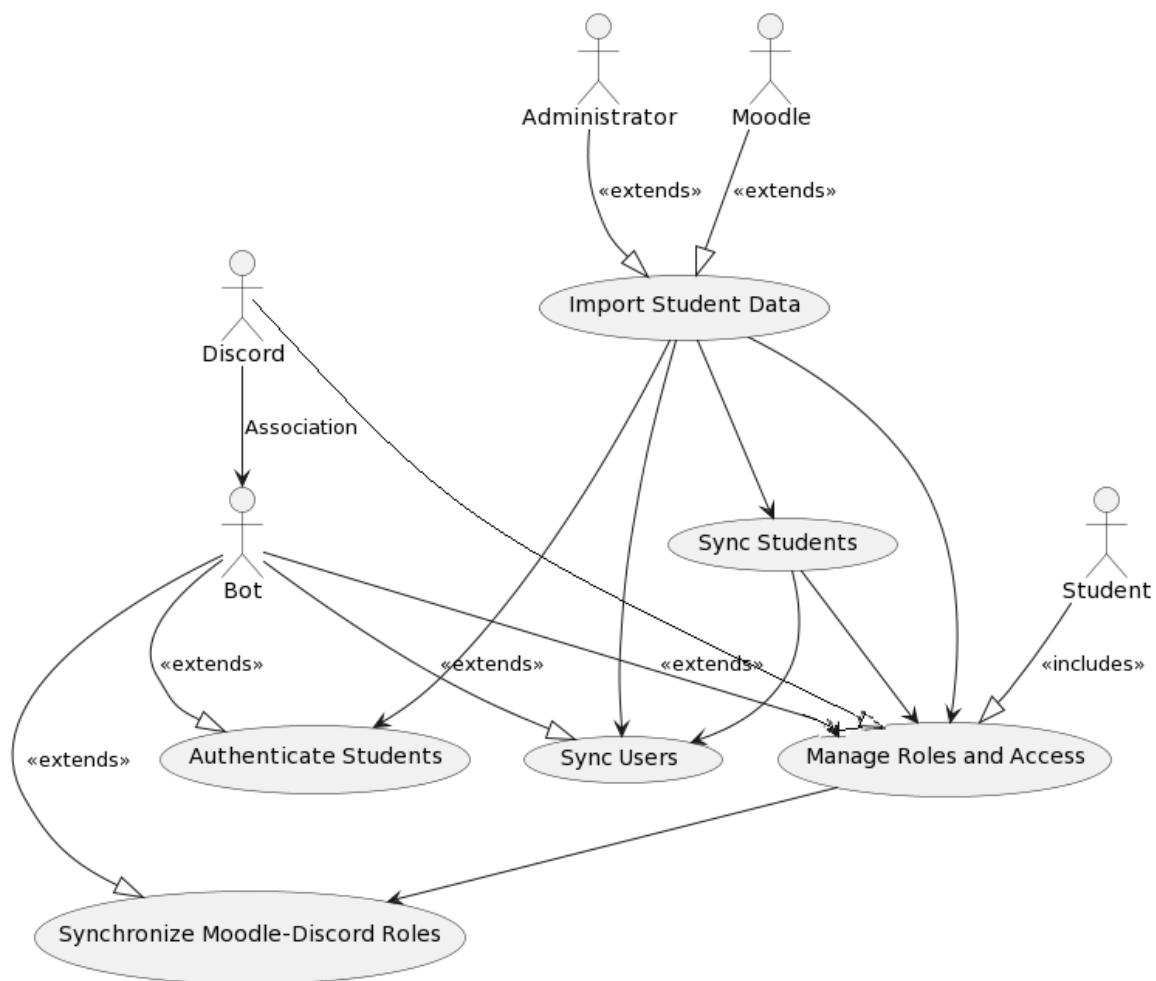 Administrator
Moodle
«extends»
«extends»
Import Student Data
Discord
Association
Sync Students
Bot
Student
«extends»
«extends»
«extends»
«includes»
Authenticate Students
Sync Users
Manage Roles and Access
«extends»
Synchronize Moodle-Discord Roles